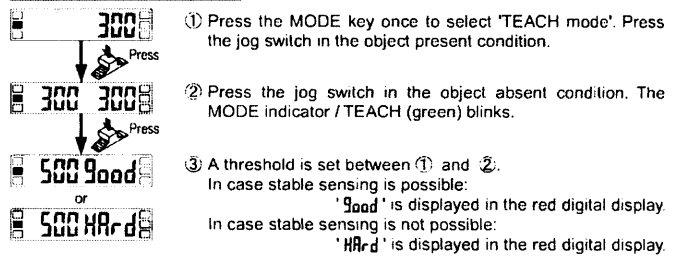 300
① Press the MODE key once to select 'TEACH mode'. Press
the jog switch in the object present condition.
Press
300 300
② Press the jog switch in the object absent condition. The
MODE indicator / TEACH (green) blinks.
Press
500 good
③ A threshold is set between ① and ②.
In case stable sensing is possible:
or
'good' is displayed in the red digital display.
In case stable sensing is not possible:
500 HArd
'HArd' is displayed in the red digital display.